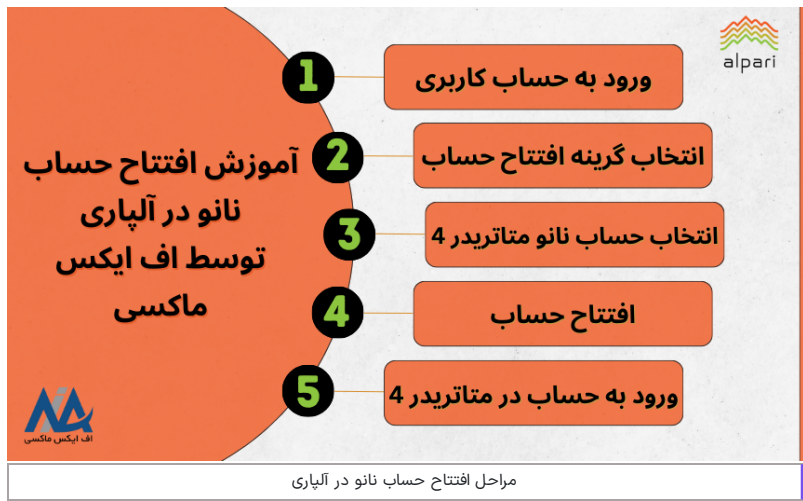 alpari
آموزش افتتاح حساب
نانو در آلپاری
توسط اف ایکس
ماکسی
1
ورود به حساب کاربری
2
انتخاب گرینه افتتاح حساب
3
انتخاب حساب نانو متاتریدر 4
4
افتتاح حساب
5
ورود به حساب در متاتریدر 4
اف ایکس ماکسی
مراحل افتتاح حساب نانو در آلپاری